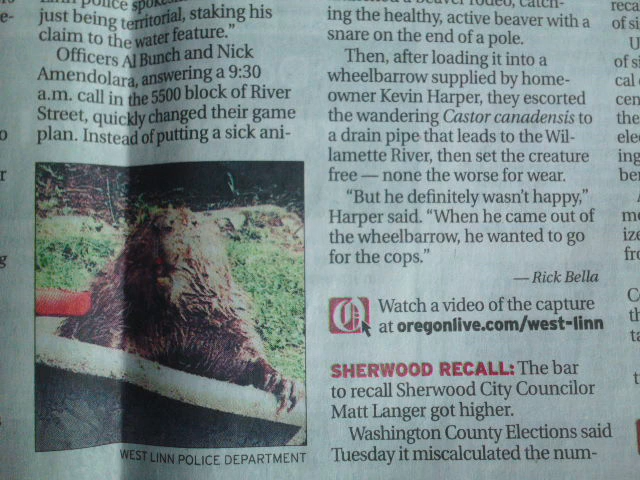 Linn police
just being territorial, staking his
claim to the water feature."
Officers Al Bunch and Nick
Amendolara, answering a 9:30
a.m. call in the 5500 block of River
Street, quickly changed their game
plan. Instead of putting a sick ani-
WEST LINN POLICE DEPARTMENT
a beaver rodeo, catch-
ing the healthy, active beaver with a
snare on the end of a pole.
Then, after loading it into a
wheelbarrow supplied by home-
owner Kevin Harper, they escorted
the wandering Castor canadensis to
a drain pipe that leads to the Wil-
lamette River, then set the creature
free — none the worse for wear.
"But he definitely wasn't happy,"
Harper said. "When he came out of
the wheelbarrow, he wanted to go
for the cops."
— Rick Bella
O Watch a video of the capture
at oregonlive.com/west-linn
SHERWOOD RECALL: The bar
to recall Sherwood City Councilor
Matt Langer got higher.
Washington County Elections said
Tuesday it miscalculated the num-